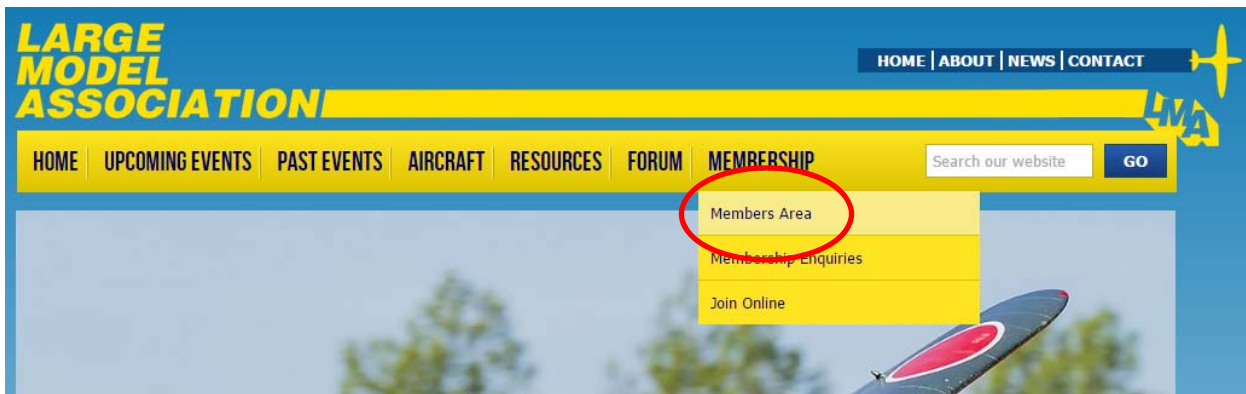 LARGE
MODEL
ASSOCIATION
HOME | ABOUT | NEWS | CONTACT
LMA
HOME UPCOMING EVENTS PAST EVENTS AIRCRAFT RESOURCES FORUM MEMBERSHIP Search our website GO
Members Area
Membership Enquiries
Join Online